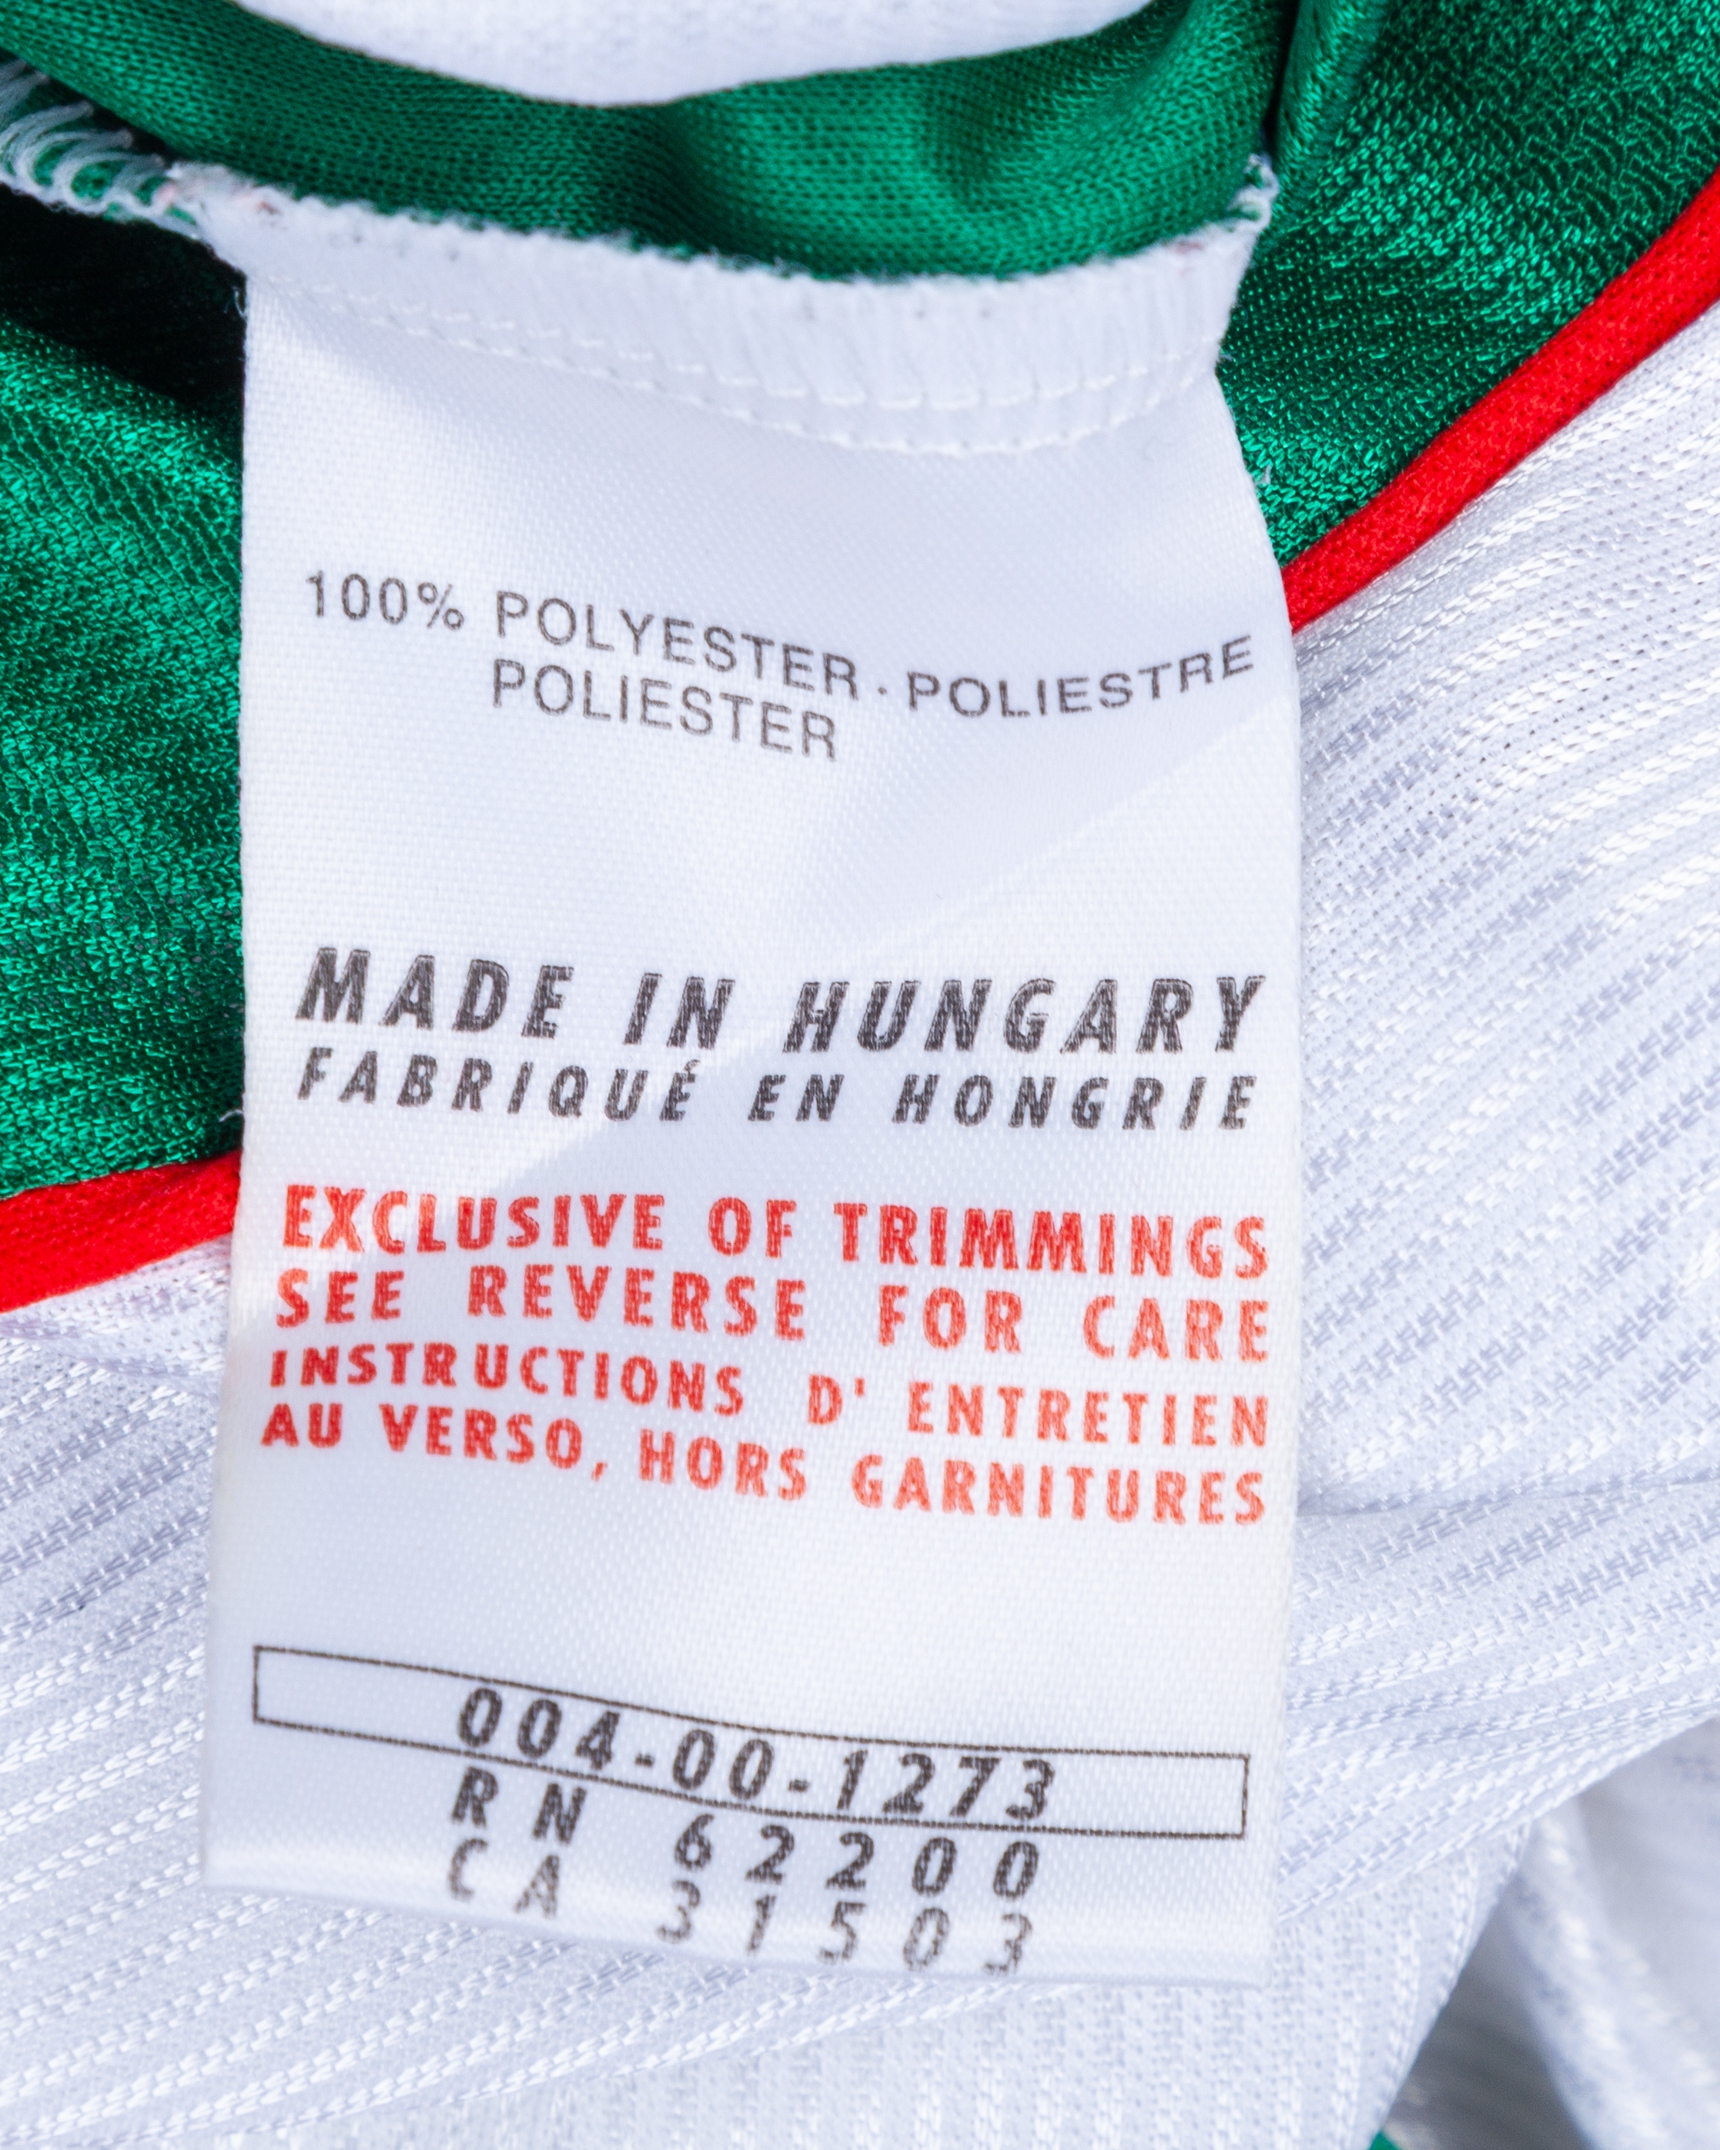 100% POLYESTER · POLIESTRE
POLIESTER
MADE IN HUNGARY
FABRIQUÉ EN HONGRIE
EXCLUSIVE OF TRIMMINGS
SEE REVERSE FOR CARE
INSTRUCTIONS D' ENTRETIEN
AU VERSO, HORS GARNITURES
004-00-1273
RN 62200
CA 31503